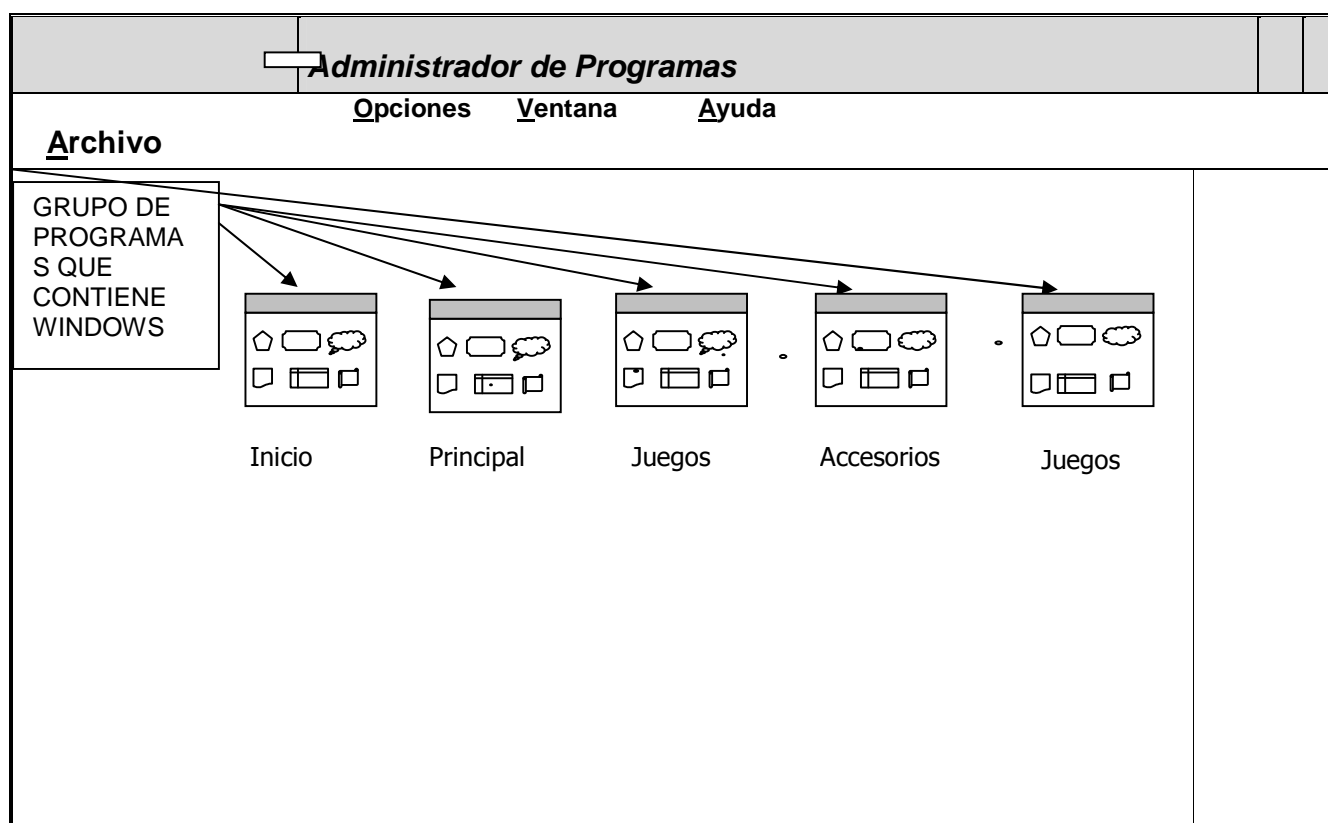 Administrador de Programas
Opciones Ventana Ayuda
Archivo
GRUPO DE
PROGRAMA
S QUE
CONTIENE
WINDOWS
Inicio Principal Juegos Accesorios Juegos